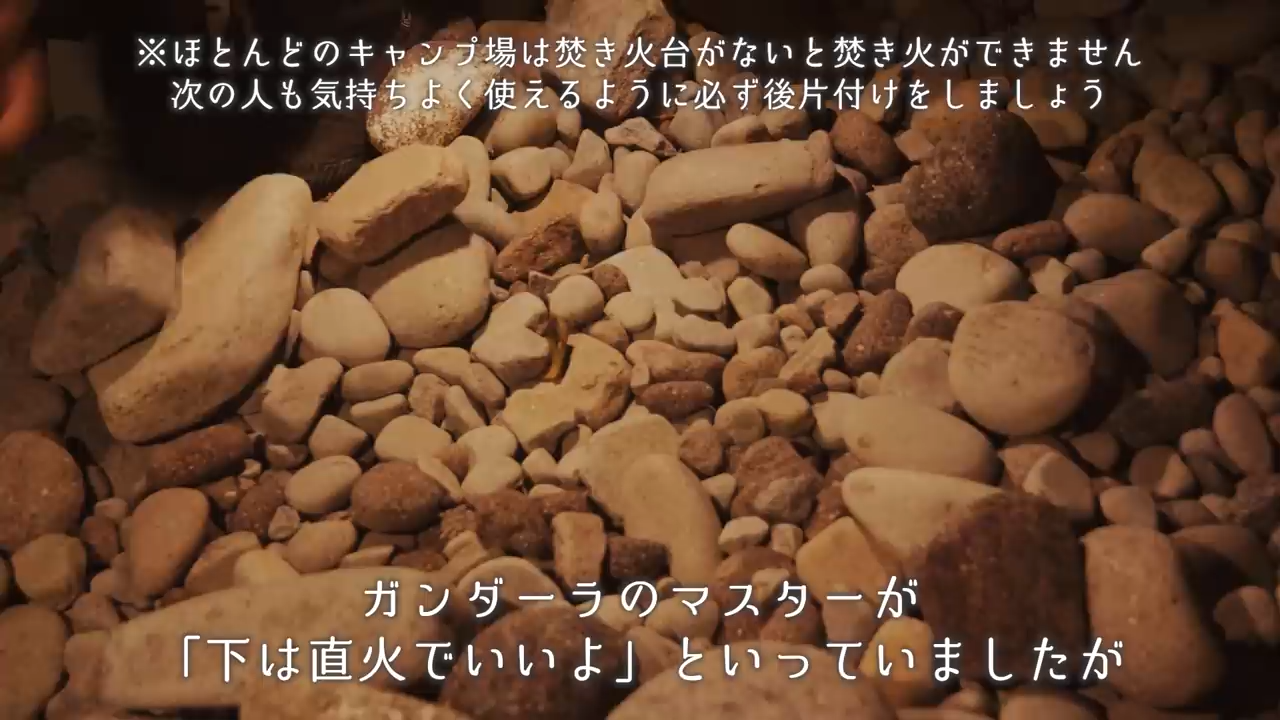 ※ほとんどのキャンプ場は焚き火台がないと焚き火ができません
次の人も気持ちよく使えるように必ず後片付けをしましょう
ガンダーラのマスターが
「下は直火でいいよ」といっていましたが